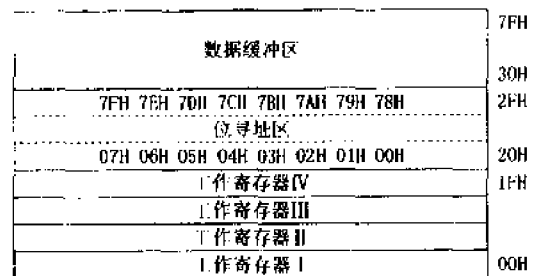 7FH
数据缓冲区
30H
7FH 7EH 7DH 7CH 7BH 7AH 79H 78H 2FH
位寻址区
07H 06H 05H 04H 03H 02H 01H 00H 20H
工作寄存器IV 1FH
工作寄存器III
工作寄存器II
工作寄存器I 00H